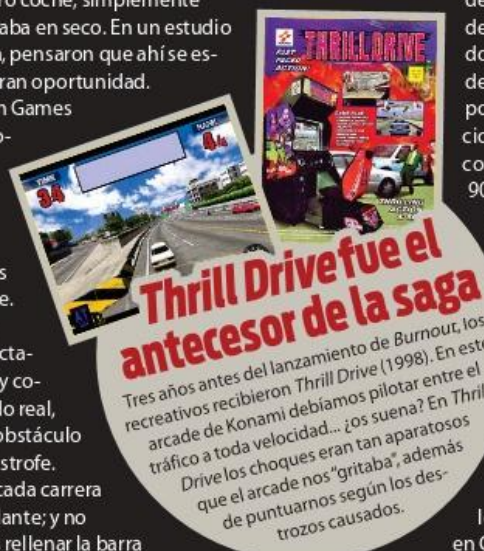 ro coche, simplemente
aba en seco. En un estudio
, pensaron que ahí se es-
ran oportunidad.
n Games
o-
s
e.
cta-
y co-
lo real,
obstáculo
strofe.
cada carrera
lante; y no
rellenar la barra
TIME
34
RANK
4/4
KONAMI
FAST
PACED
ACTION!
THRILL DRIVE
Thrill Drive fue el
antecesor de la saga
Tres años antes del lanzamiento de Burnout, los
recreativos recibieron Thrill Drive (1998). En este
arcade de Konami debíamos pilotar entre el
tráfico a toda velocidad... ¿os suena? En Thrill
Drive los choques eran tan aparatosos
que el arcade nos "gritaba", además
de puntuarnos según los des-
trozos causados.
de
de
do
de
po
cio
co
90
l
en C